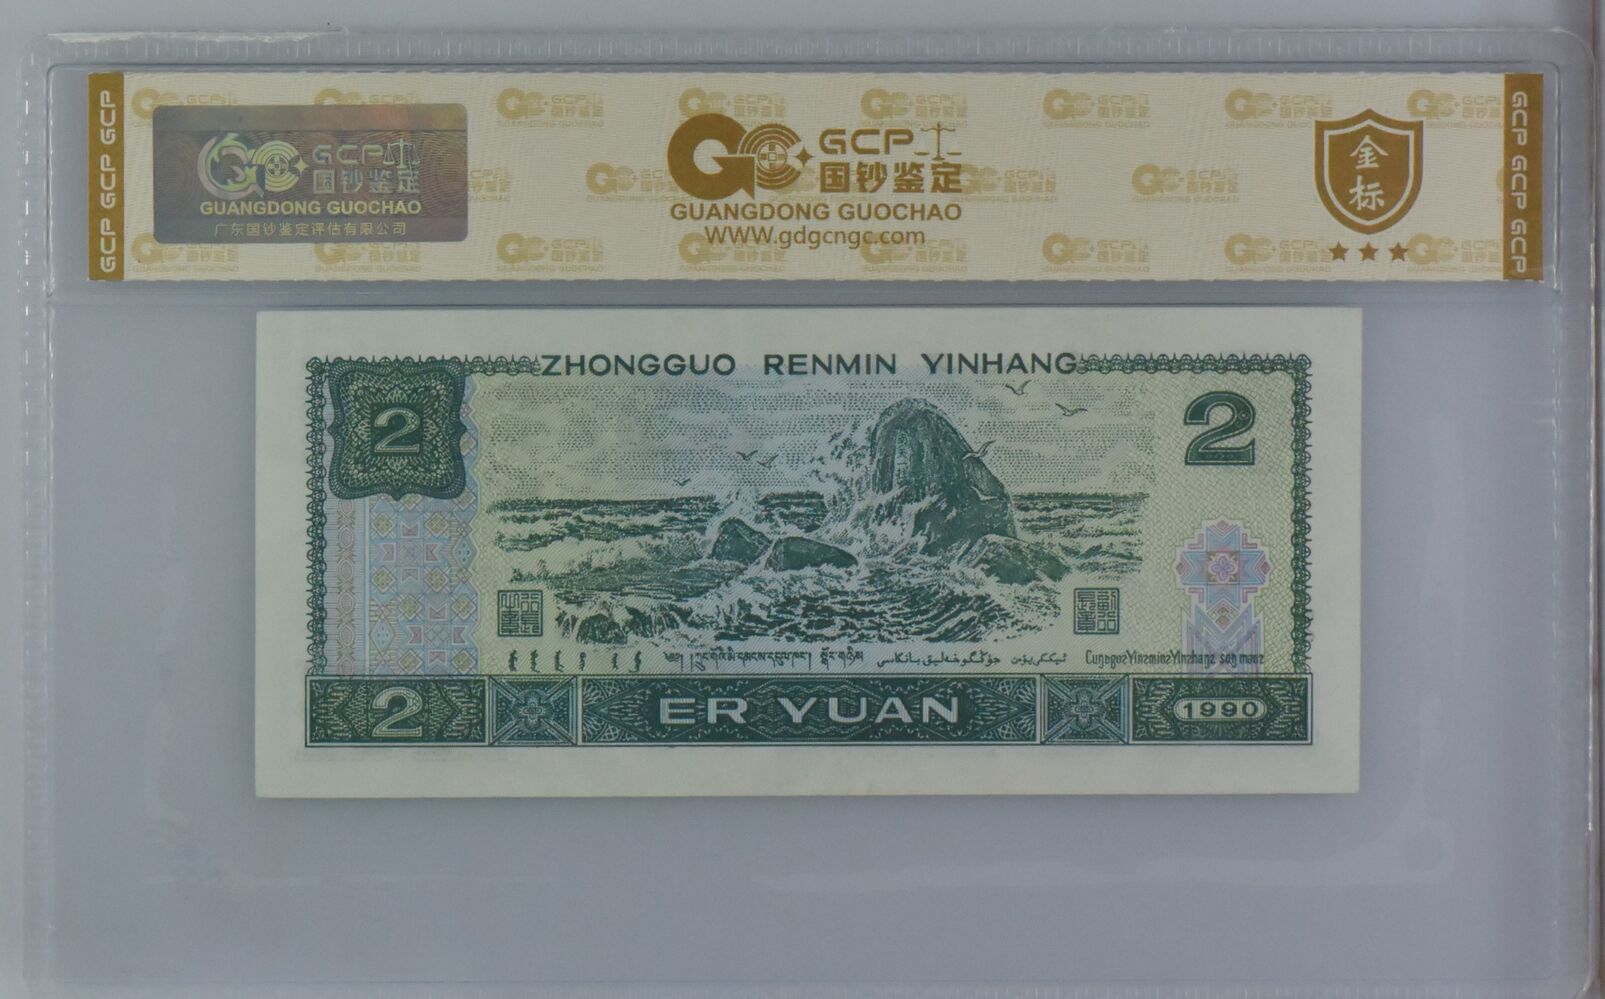 GCP GCP GCP
GCP
国钞鉴定
GUANGDONG GUOCHAO
广东国钞鉴定评估有限公司
GCP
国钞鉴定
GUANGDONG GUOCHAO
WWW.gdgcngc.com
金标
GCP GCP GCP
ZHONGGUO RENMIN YINHANG
2
2
2
ER YUAN
1990